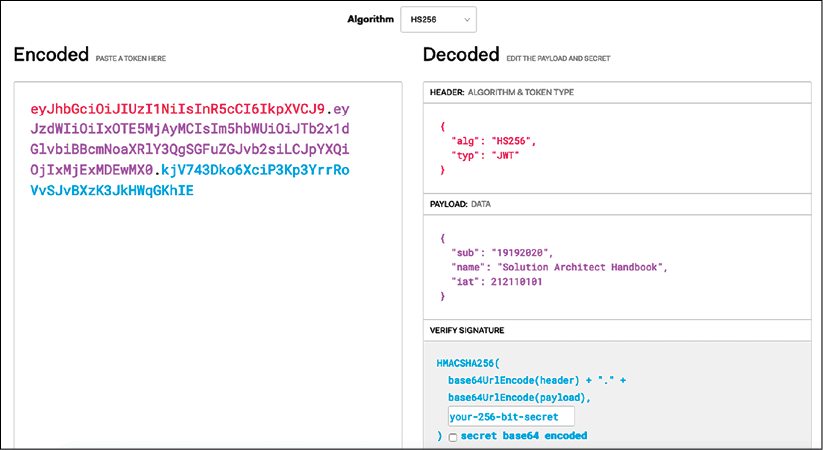 Algorithm HS256
Encoded PASTE A TOKEN HERE
eyJhbGciOiJIUzI1NiIsInR5cCI6IkpXVCJ9.ey
JzdWIiOiIxOTE5MjAyMCIsIm5hbWUiOiJTb2x1d
GlvbiBBcmNoaXRlY3QgSGFuZGJvb2siLCJpYXQi
OjIxMjExMDEwMX0.kjV743Dko6XciP3Kp3YrrRo
VvSJvBXzK3JkHWqGKhIE
Decoded EDIT THE PAYLOAD AND SECRET
HEADER: ALGORITHM & TOKEN TYPE
{
"alg": "HS256",
"typ": "JWT"
}
PAYLOAD: DATA
{
"sub": "19192020",
"name": "Solution Architect Handbook",
"iat": 212110101
}
VERIFY SIGNATURE
HMACSHA256(
base64UrlEncode(header) + "." +
base64UrlEncode(payload),
your-256-bit-secret
) secret base64 encoded